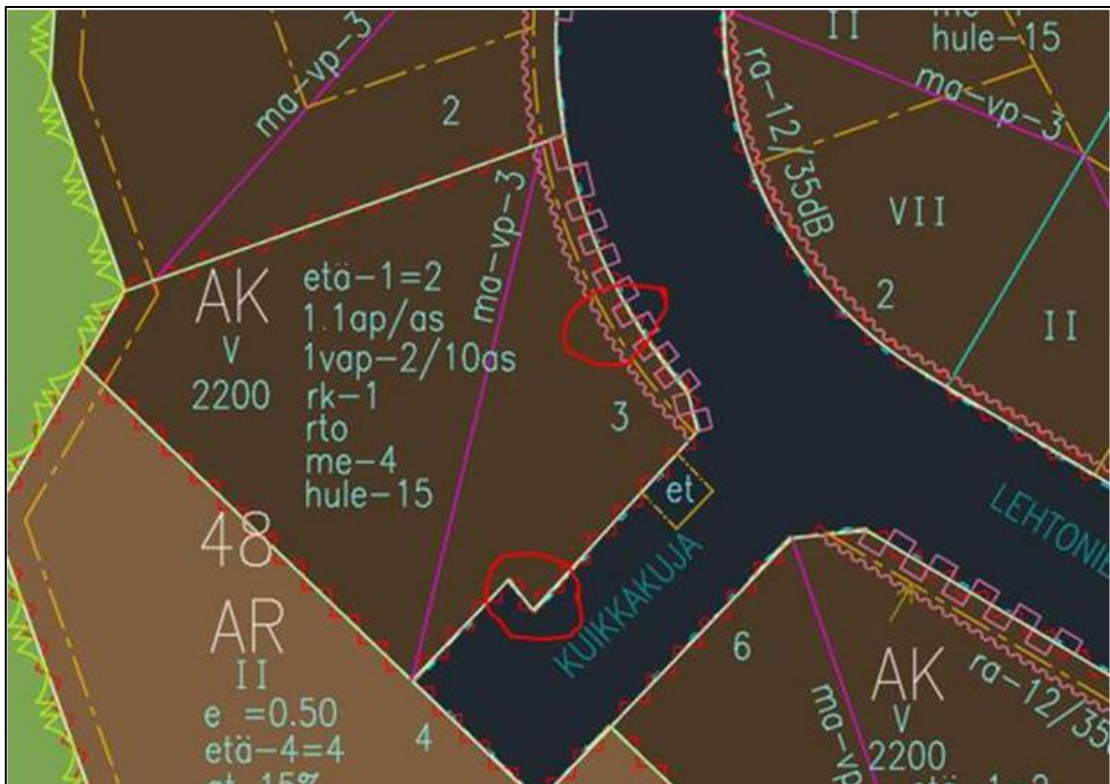 II
hule-15
ma-vp-3
ra-12/35dB
ma-vp-3
2
VII
2
II
ma-vp-3
AK
V
2200
etä-1=2
1.1ap/as
1vap-2/10as
rk-1
rto
me-4
hule-15
3
et
KUIKKAKUJA
48
AR
II
e =0.50
etä-4=4
4
6
AK
V
2200
ra-12/35